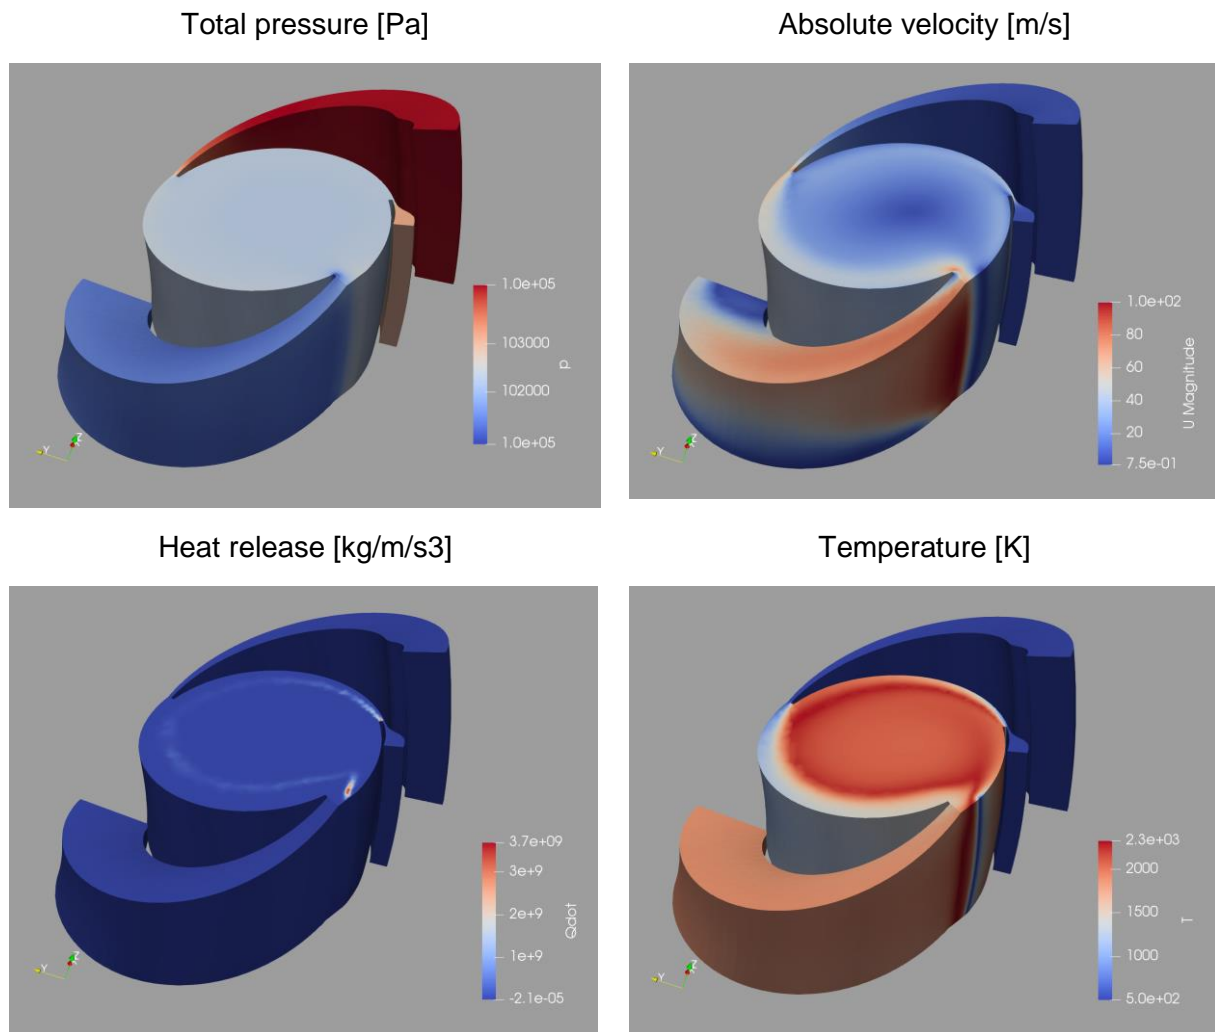 Total pressure [Pa]
Absolute velocity [m/s]
1.0e+05
103000
102000
1.0e+05
p
Y
Z
1.0e+02
80
60
40
20
7.5e-01
U Magnitude
Y
Z
Heat release [kg/m/s3]
Temperature [K]
3.7e+09
3e+9
2e+9
1e+9
-2.1e-05
Qdot
Y
Z
2.3e+03
2000
1500
1000
5.0e+02
T
Y
Z